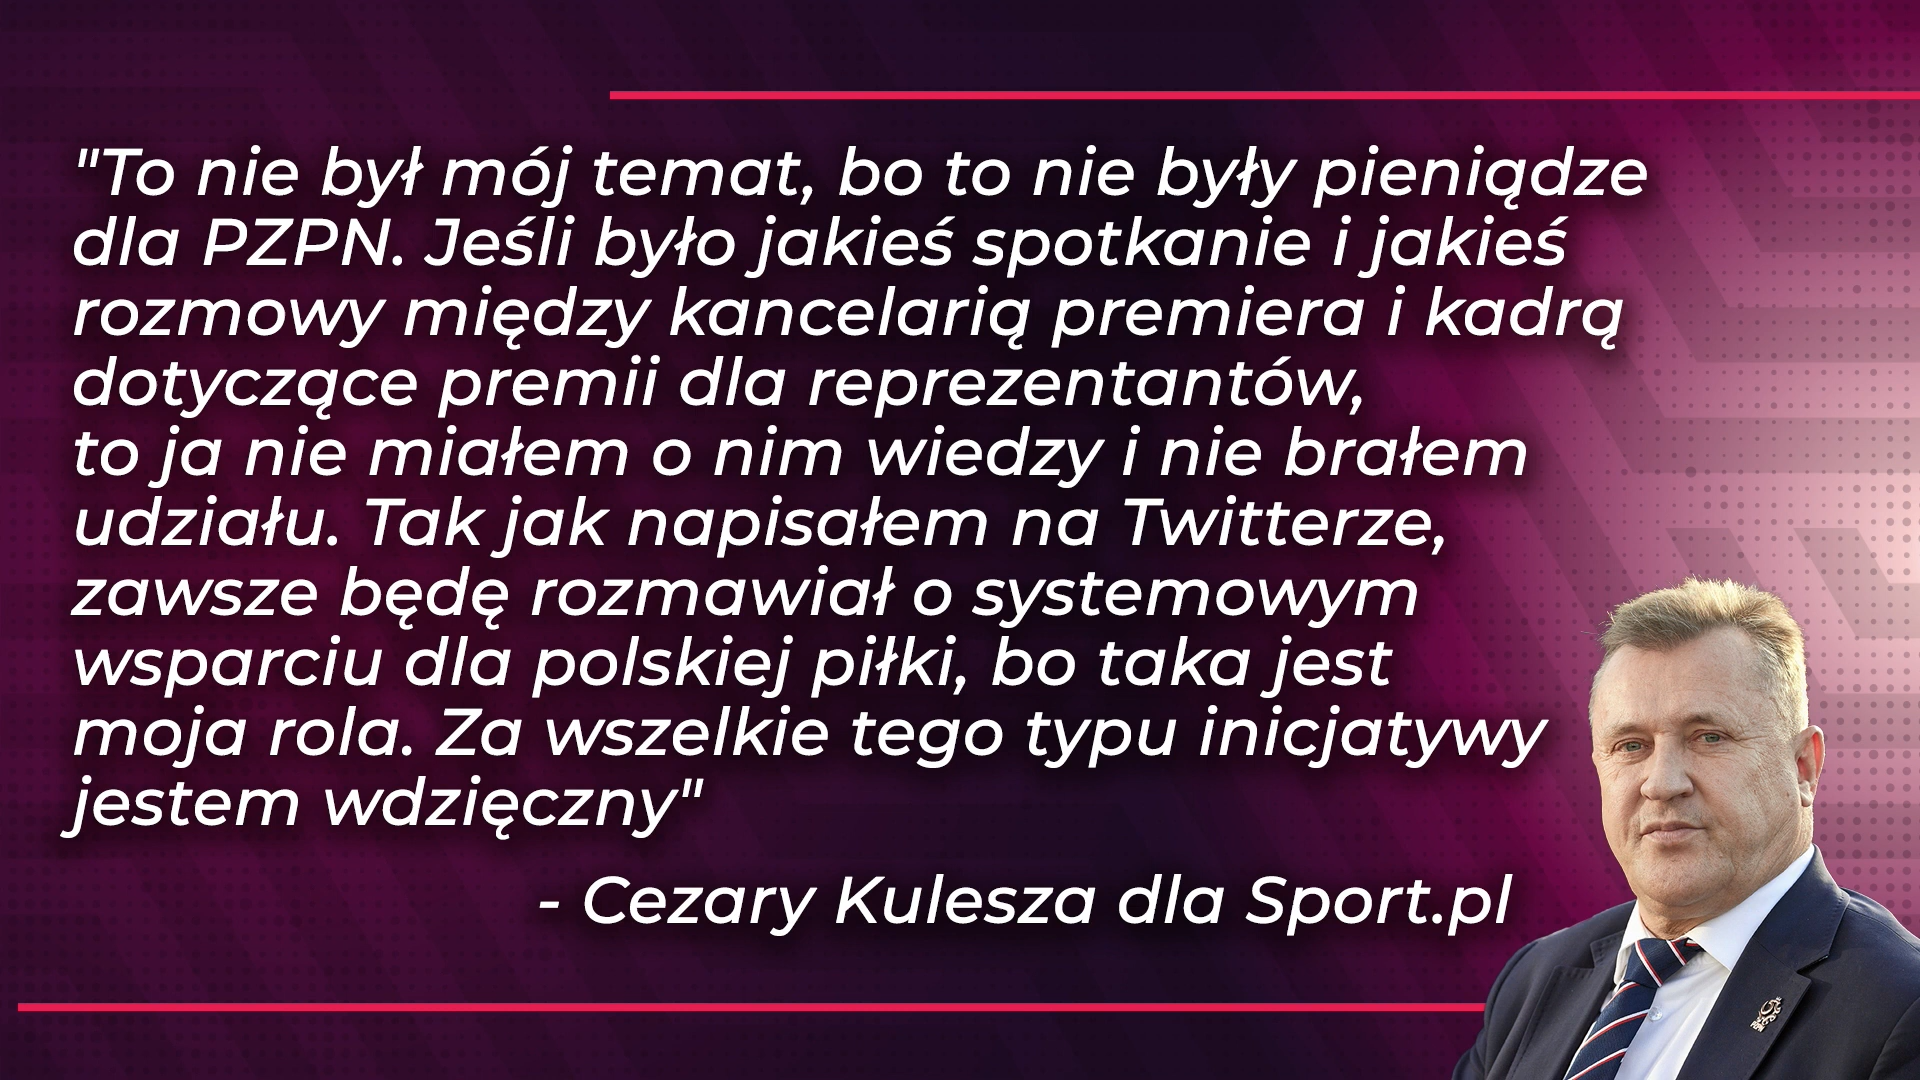 "To nie był mój temat, bo to nie były pieniądze
dla PZPN. Jeśli było jakieś spotkanie i jakieś
rozmowy między kancelarią premiera i kadrą
dotyczące premii dla reprezentantów,
to ja nie miałem o nim wiedzy i nie brałem
udziału. Tak jak napisałem na Twitterze,
zawsze będę rozmawiał o systemowym
wsparciu dla polskiej piłki, bo taka jest
moja rola. Za wszelkie tego typu inicjatywy
jestem wdzięczny"
- Cezary Kulesza dla Sport.pl